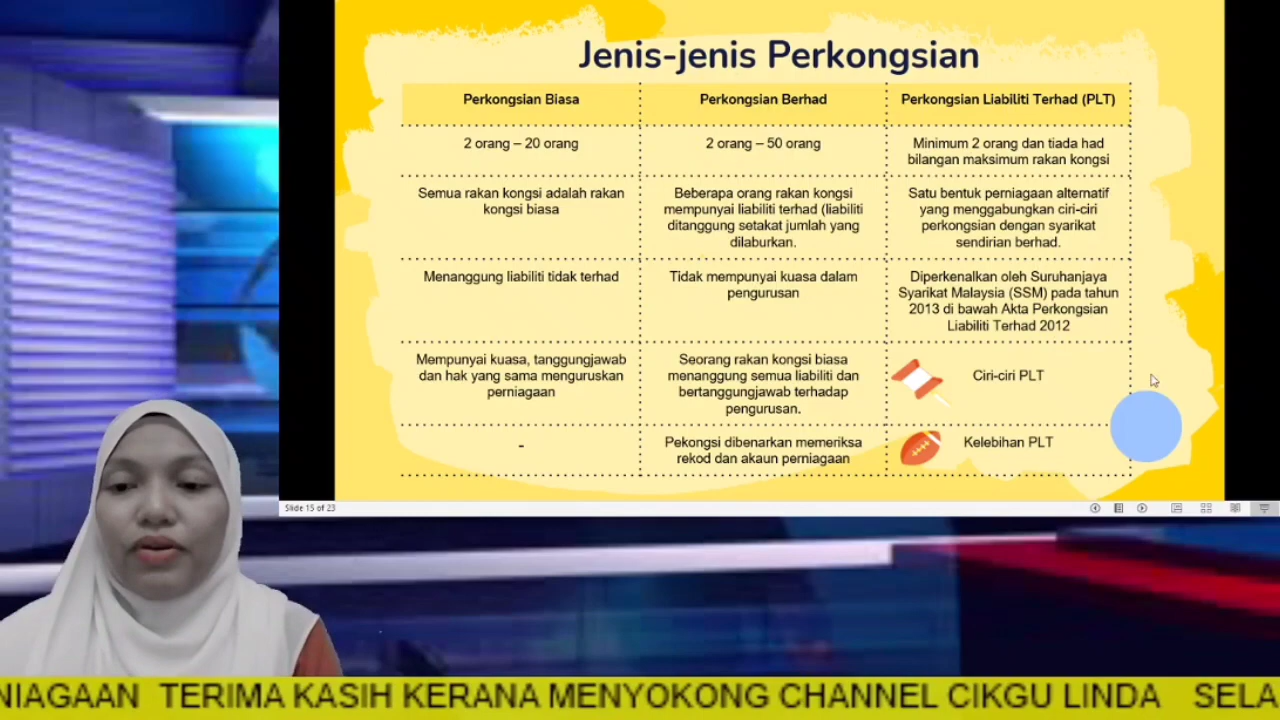 Jenis-jenis Perkongsian
Perkongsian Biasa
Perkongsian Berhad
Perkongsian Liabiliti Terhad (PLT)
2 orang – 20 orang
2 orang – 50 orang
Minimum 2 orang dan tiada had
bilangan maksimum rakan kongsi
Semua rakan kongsi adalah rakan
kongsi biasa
Beberapa orang rakan kongsi
mempunyai liabiliti terhad (liabiliti
ditanggung setakat jumlah yang
dilaburkan.
Satu bentuk perniagaan alternatif
yang menggabungkan ciri-ciri
perkongsian dengan syarikat
sendirian berhad.
Menanggung liabiliti tidak terhad
Tidak mempunyai kuasa dalam
pengurusan
Diperkenalkan oleh Suruhanjaya
Syarikat Malaysia (SSM) pada tahun
2013 di bawah Akta Perkongsian
Liabiliti Terhad 2012
Mempunyai kuasa, tanggungjawab
dan hak yang sama menguruskan
perniagaan
Seorang rakan kongsi biasa
menanggung semua liabiliti dan
bertanggungjawab terhadap
pengurusan.
Ciri-ciri PLT
-
Pekongsi dibenarkan memeriksa
rekod dan akaun perniagaan
Kelebihan PLT
Slide 15 of 23
NIAGAAN TERIMA KASIH KERANA MENYOKONG CHANNEL CIKGU LINDA SELA